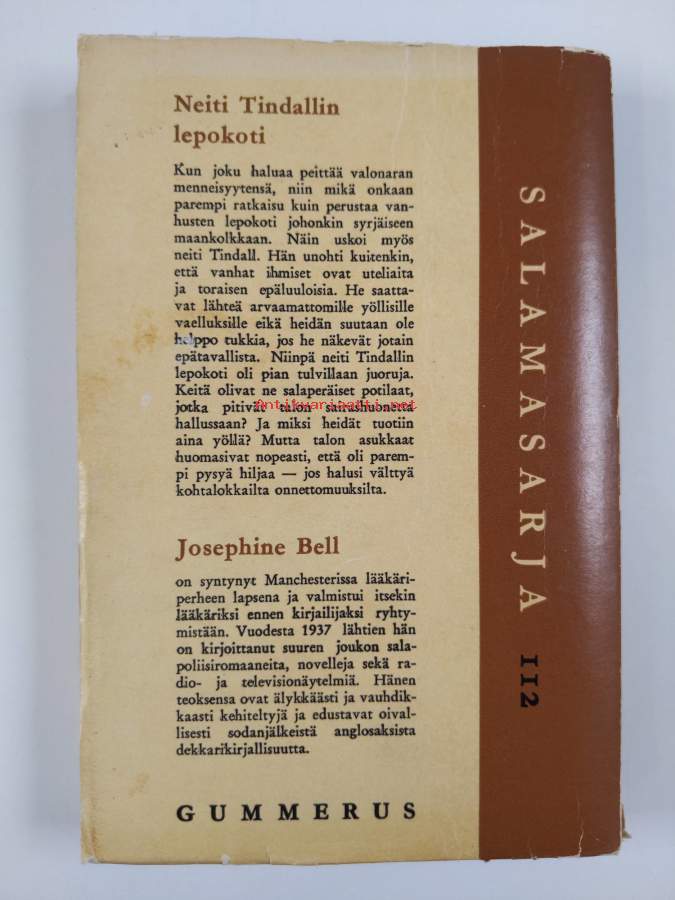 Neiti Tindallin
lepokoti
Kun joku haluaa peittää valonaran
menneisyytensä, niin mikä onkaan
parempi ratkaisu kuin perustaa van-
husten lepokoti johonkin syrjäiseen
maankolkkaan. Näin uskoi myös
neiti Tindall. Hän unohti kuitenkin,
että vanhat ihmiset ovat uteliaita
ja toraisen epäluuloisia. He saatta-
vat lähteä arvaamattomille yöllisille
vaelluksille eikä heidän suutaan ole
helppo tukkia, jos he näkevät jotain
epätavallista. Niinpä neiti Tindallin
lepokoti oli pian tulvillaan juoruja.
Keitä olivat ne salaperäiset potilaat,
Antikvariaatti.net
jotka pitivät talon sairashuoneita
hallussaan? Ja miksi heidät tuotiin
aina yöllä? Mutta talon asukkaat
huomasivat nopeasti, että oli parem-
pi pysyä hiljaa — jos halusi välttyä
kohtalokkailta onnettomuuksilta.
Josephine Bell
on syntynyt Manchesterissa lääkäri-
perheen lapsena ja valmistui itsekin
lääkäriksi ennen kirjailijaksi ryhty-
mistään. Vuodesta 1937 lähtien hän
on kirjoittanut suuren joukon sala-
poliisiromaaneita, novelleja sekä ra-
dio- ja televisionäytelmiä. Hänen
teoksensa ovat älykkäästi ja vauhdik-
kaasti kehiteltyjä ja edustavat oival-
lisesti sodanjälkeistä anglosaksista
dekkarikirjallisuutta.
GUMMERUS
SALAMASARJA 112